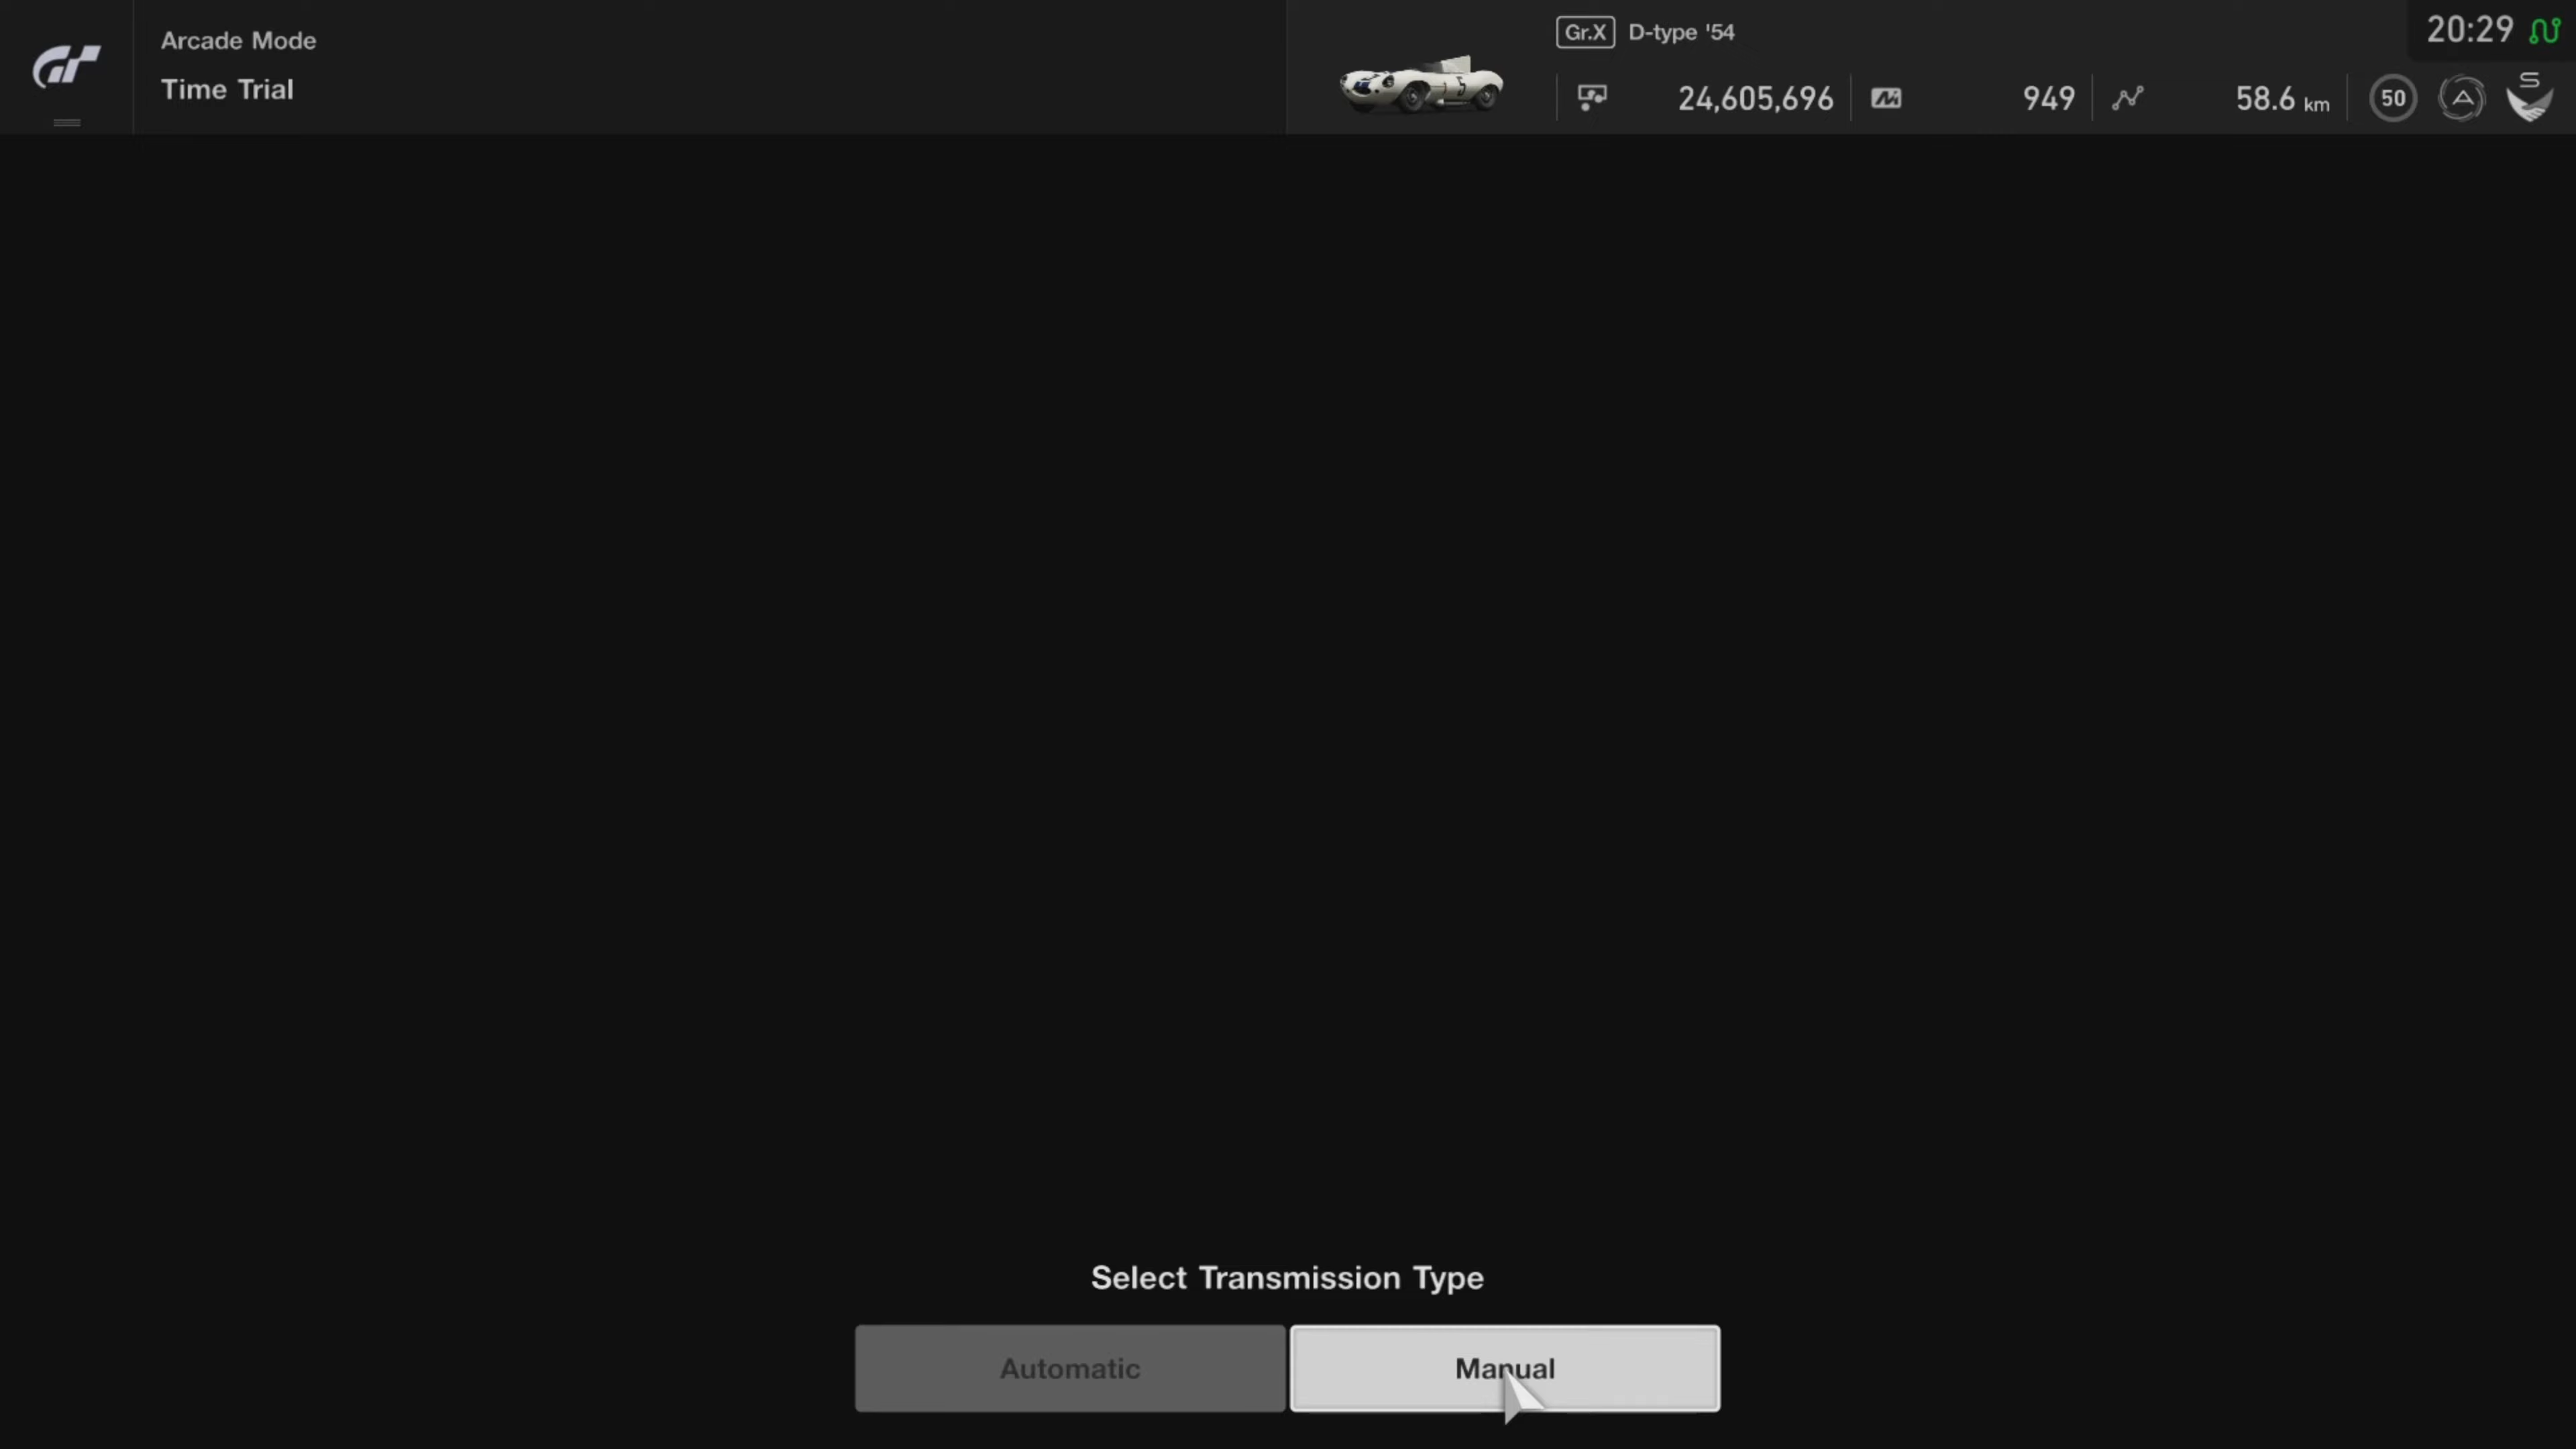 Arcade Mode
Time Trial
Gr.X D-type '54
20:29
24,605,696 949 58.6 km 50 A S
5
Select Transmission Type
Automatic Manual